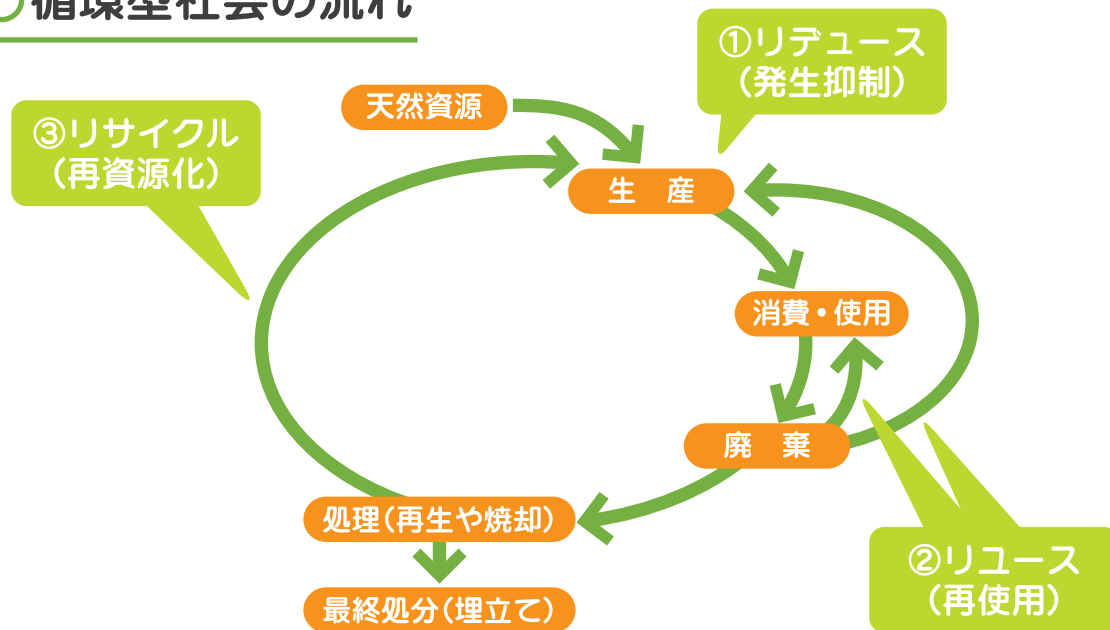 循環型社会の流れ
①リデュース
(発生抑制)
天然資源
③リサイクル
(再資源化)
生　産
消費・使用
廃　棄
処理(再生や焼却)
②リユース
(再使用)
最終処分(埋立て)